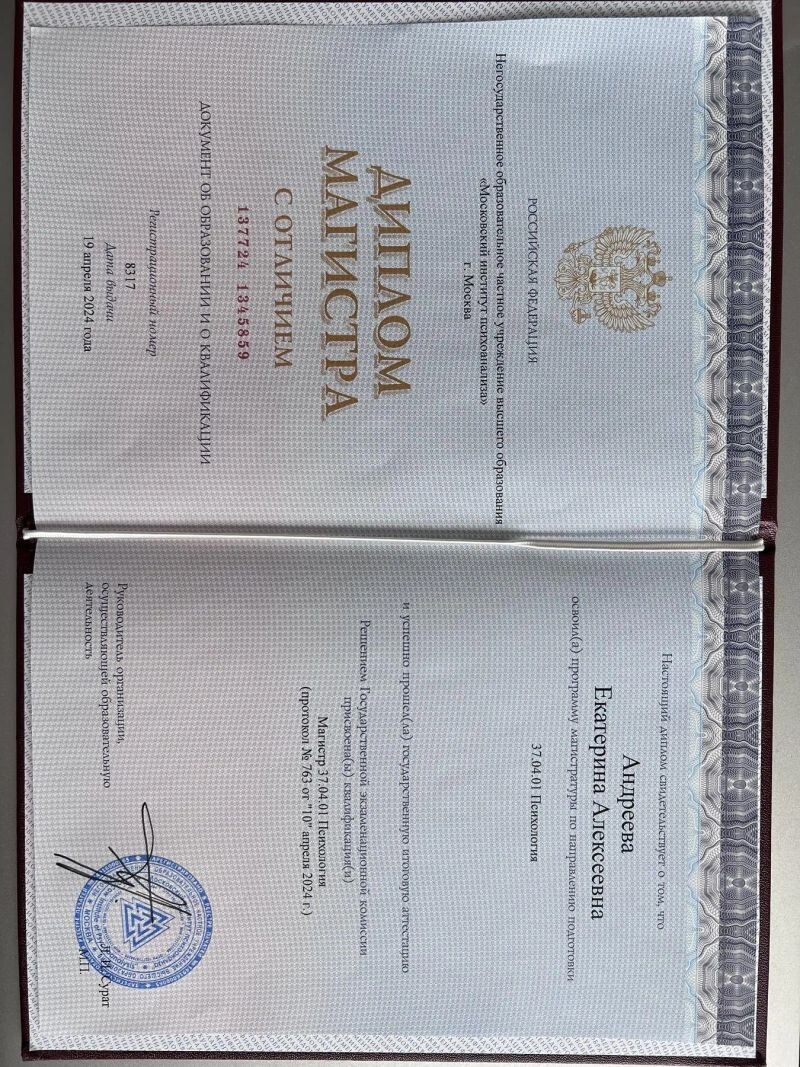 РОССИЙСКАЯ ФЕДЕРАЦИЯ
Негосударственное образовательное частное учреждение высшего образования
«Московский институт психоанализа»
г. Москва
ДИПЛОМ
МАГИСТРА
С ОТЛИЧИЕМ
137724 1345859
ДОКУМЕНТ ОБ ОБРАЗОВАНИИ И О КВАЛИФИКАЦИИ
Регистрационный номер
8317
Дата выдачи
19 апреля 2024 года
Настоящий диплом свидетельствует о том, что
Андреева
Екатерина Алексеевна
освоил(а) программу магистратуры по направлению подготовки
37.04.01 Психология
и успешно прошел(ла) государственную итоговую аттестацию
Решением Государственной экзаменационной комиссии
присвоена(ы) квалификация(и)
Магистр 37.04.01 Психология
(протокол № 763 от "10" апреля 2024 г.)
Руководитель организации,
осуществляющей образовательную
деятельность
Л.И. Сурат
М.П.